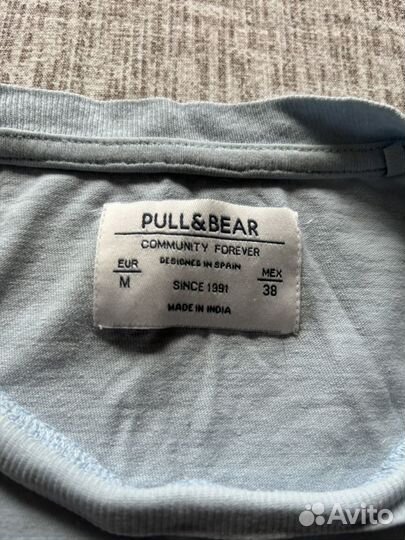 PULL&BEAR
COMMUNITY FOREVER
DESIGNED IN SPAIN
EUR
M
MEX
38
SINCE 1991
MADE IN INDIA
Avito